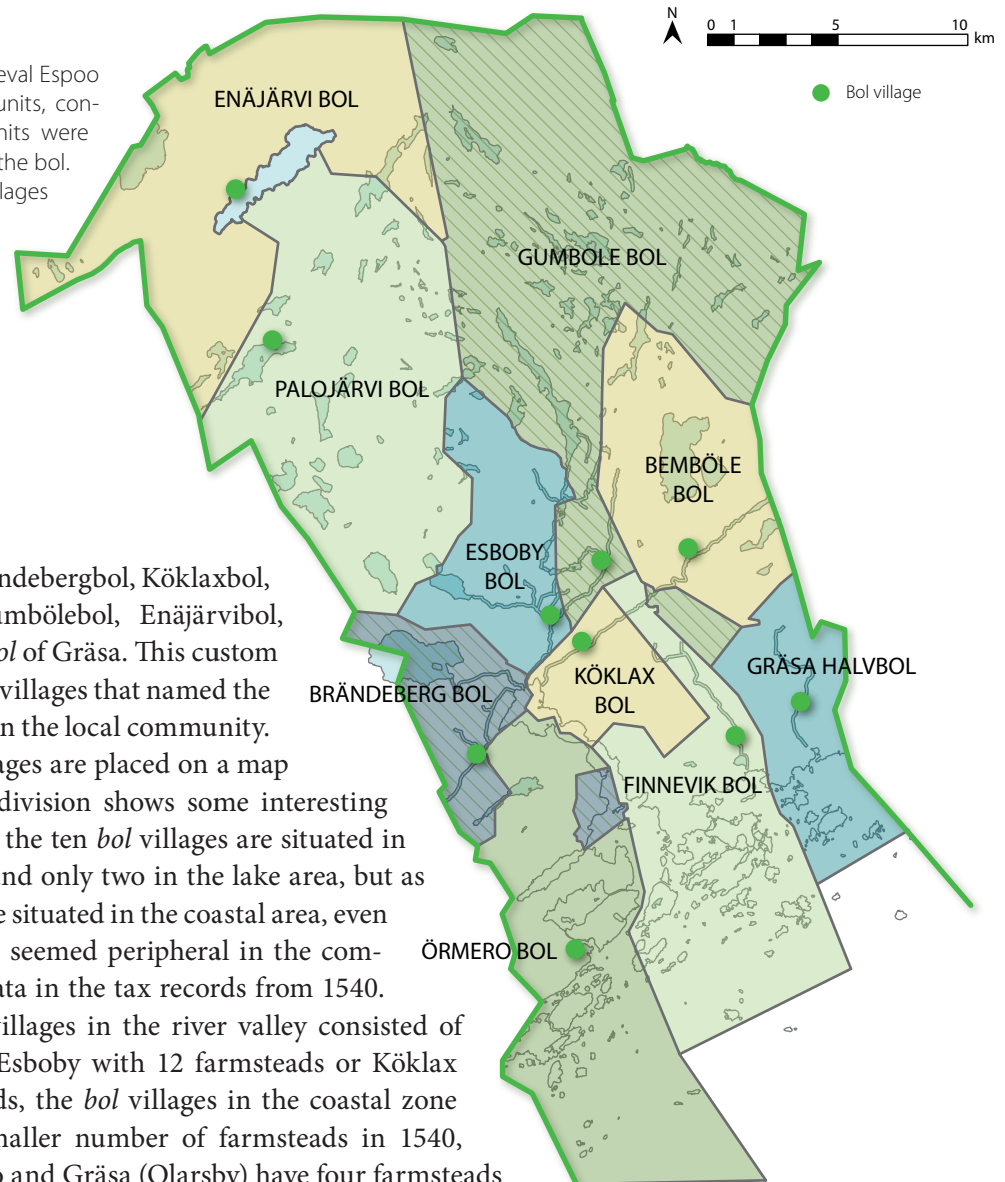 N
0 1 5 10
km
Bol village
eval Espoo
units, con-
nits were
the bol.
lages
ENÄJÄRVI BOL
GUMBOLE BOL
PALOJÄRVI BOL
BEMBÖLE
BOL
ESBOBY
BOL
GRÄSA HALVBOL
KÖKLAX
BOL
BRÄNDEBERG BOL
FINNEVIK BOL
ÖRMERO BOL
ndebergbol, Köklaxbol,
umbölebol, Enäjärvibol,
ol of Gräsa. This custom
villages that named the
n the local community.
ages are placed on a map
division shows some interesting
the ten bol villages are situated in
nd only two in the lake area, but as
e situated in the coastal area, even
seemed peripheral in the com-
ata in the tax records from 1540.
villages in the river valley consisted of
Esboby with 12 farmsteads or Köklax
ds, the bol villages in the coastal zone
maller number of farmsteads in 1540,
o and Gräsa (Olarsby) have four farmsteads